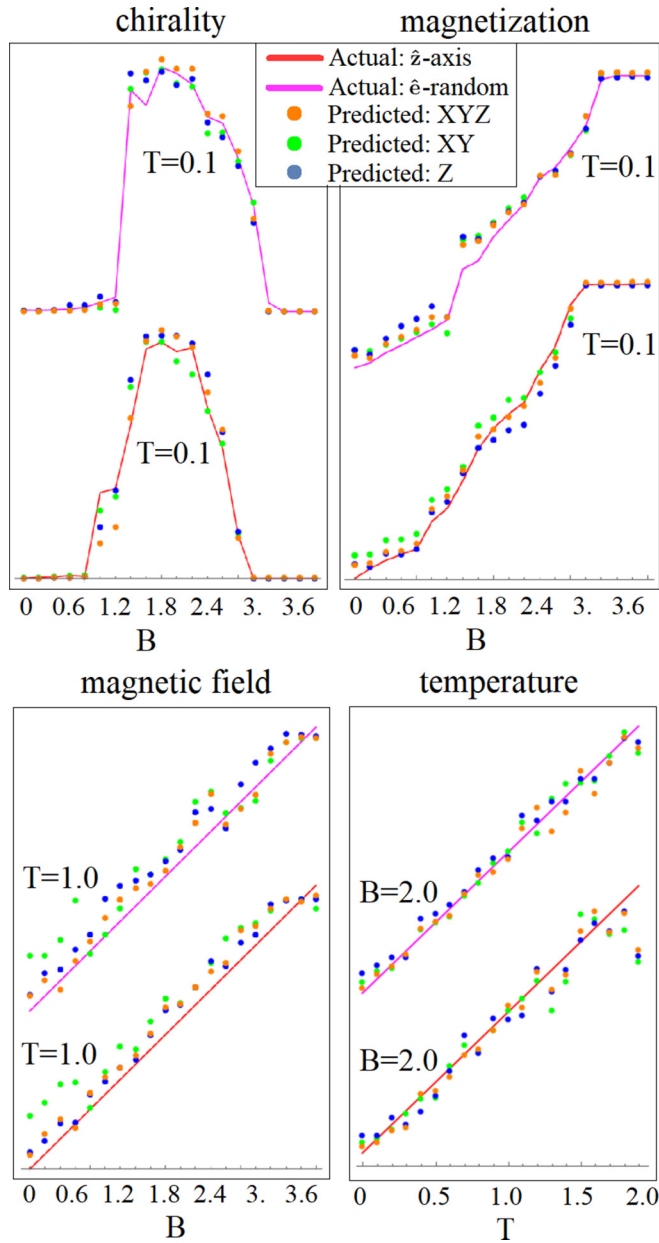 chirality
magnetization
Actual: ẑ-axis
Actual: ê-random
Predicted: XYZ
Predicted: XY
Predicted: Z
T=0.1
T=0.1
T=0.1
T=0.1
0 0.6 1.2 1.8 2.4 3. 3.6
0 0.6 1.2 1.8 2.4 3. 3.6
B
B
magnetic field
temperature
T=1.0
B=2.0
T=1.0
B=2.0
0 0.6 1.2 1.8 2.4 3. 3.6
0 0.5 1.0 1.5 2.0
B
T